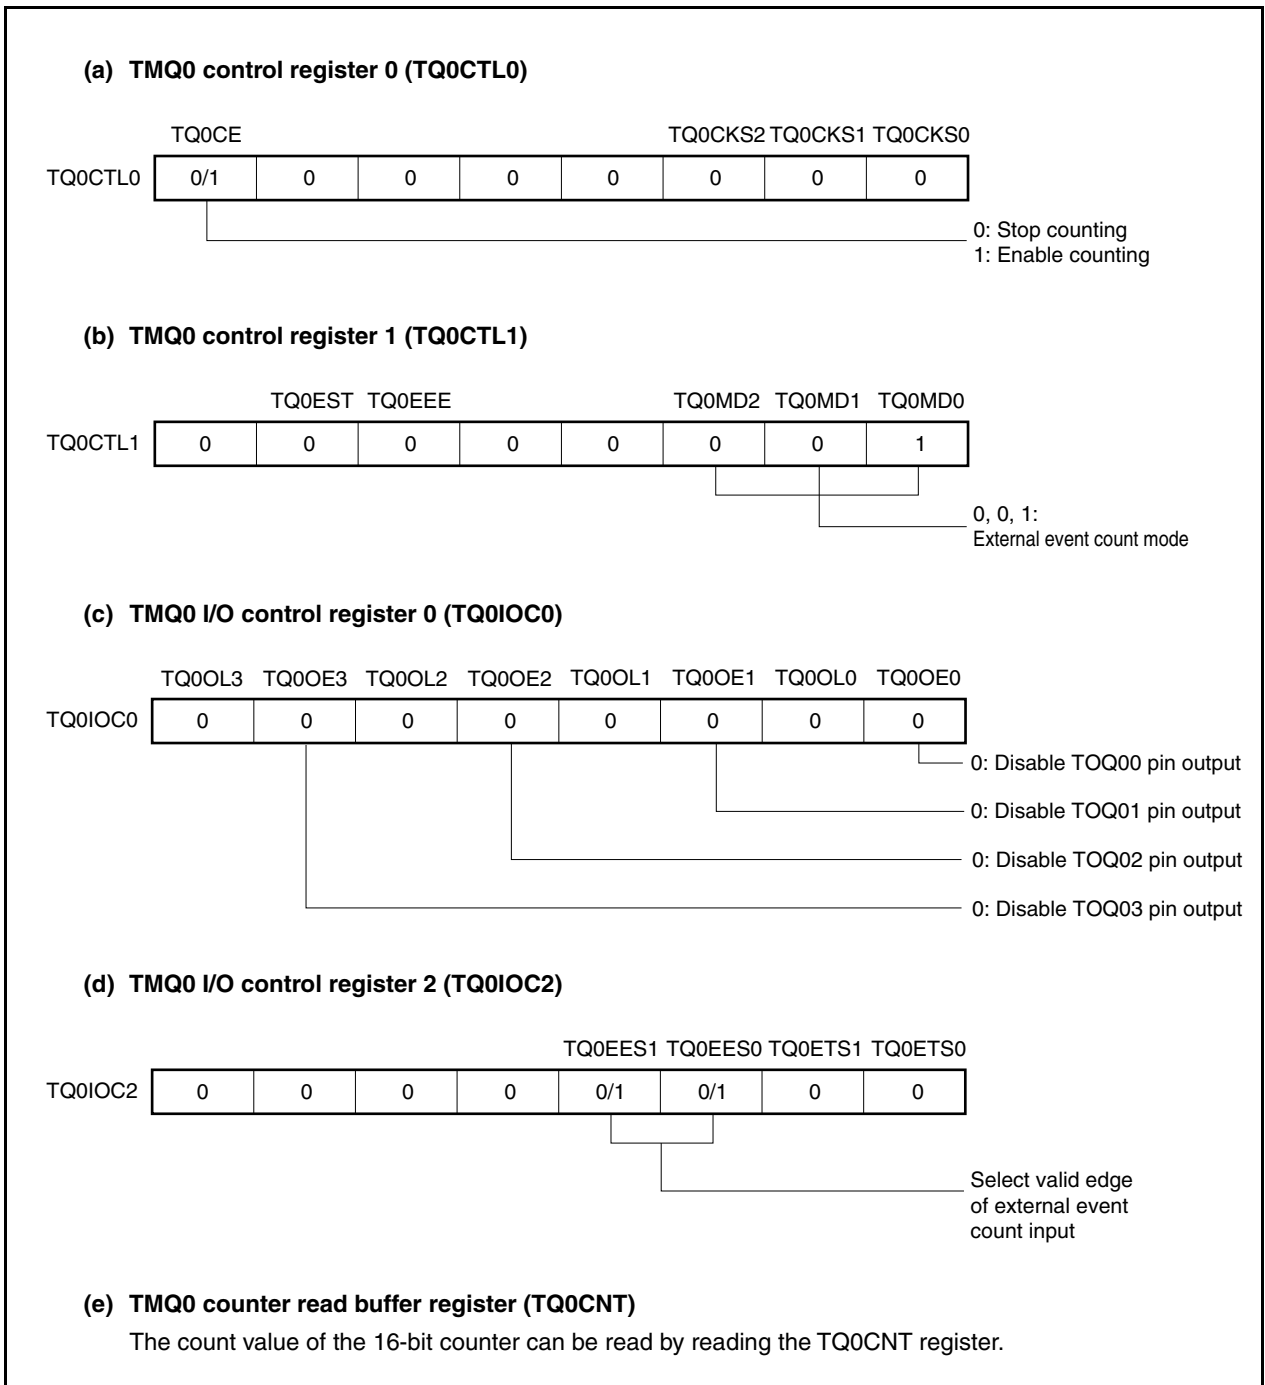 (a) TMQ0 control register 0 (TQ0CTL0)
TQ0CE TQ0CKS2 TQ0CKS1 TQ0CKS0
TQ0CTL0 0/1 0 0 0 0 0 0 0
0: Stop counting
1: Enable counting
(b) TMQ0 control register 1 (TQ0CTL1)
TQ0EST TQ0EEE TQ0MD2 TQ0MD1 TQ0MD0
TQ0CTL1 0 0 0 0 0 0 0 1
0, 0, 1:
External event count mode
(c) TMQ0 I/O control register 0 (TQ0IOC0)
TQ0OL3 TQ0OE3 TQ0OL2 TQ0OE2 TQ0OL1 TQ0OE1 TQ0OL0 TQ0OE0
TQ0IOC0 0 0 0 0 0 0 0 0
0: Disable TOQ00 pin output
0: Disable TOQ01 pin output
0: Disable TOQ02 pin output
0: Disable TOQ03 pin output
(d) TMQ0 I/O control register 2 (TQ0IOC2)
TQ0EES1 TQ0EES0 TQ0ETS1 TQ0ETS0
TQ0IOC2 0 0 0 0 0/1 0/1 0 0
Select valid edge
of external event
count input
(e) TMQ0 counter read buffer register (TQ0CNT)
The count value of the 16-bit counter can be read by reading the TQ0CNT register.